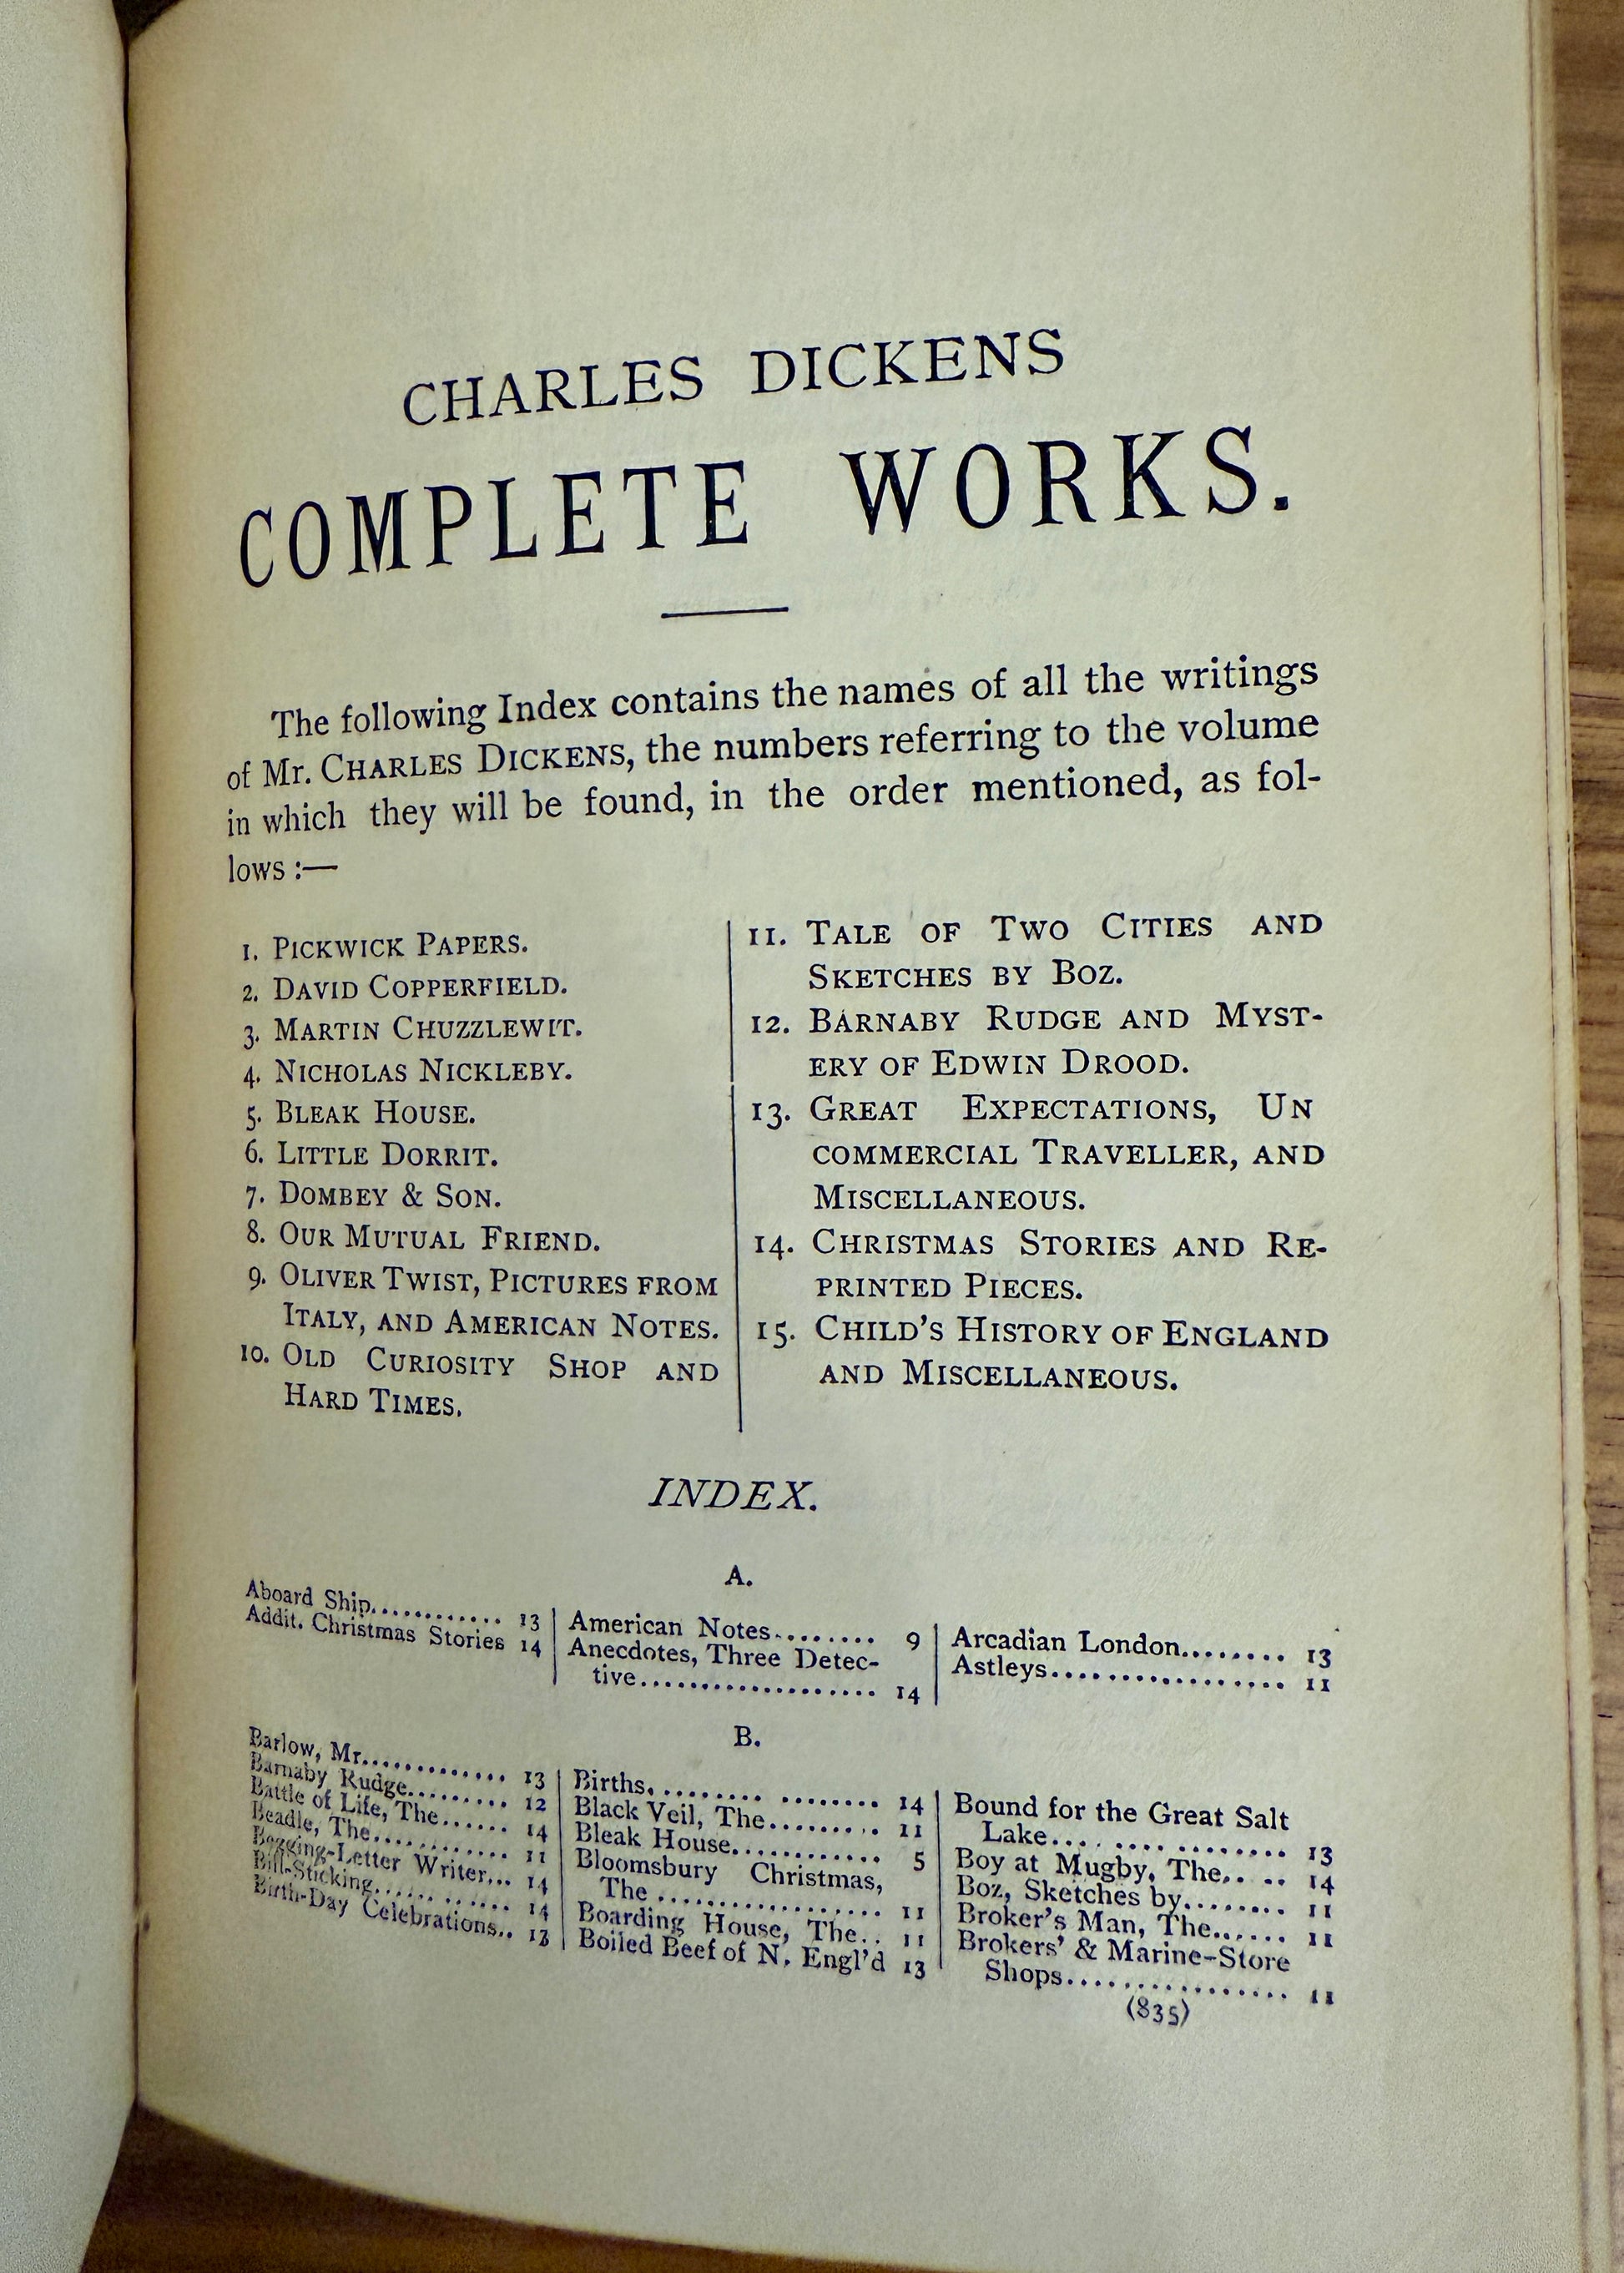 CHARLES DICKENS
COMPLETE WORKS.
The following Index contains the names of all the writings
of Mr. CHARLES DICKENS, the numbers referring to the volume
in which they will be found, in the order mentioned, as fol-
lows :—
1. PICKWICK PAPERS.
2. DAVID COPPERFIELD.
3. MARTIN CHUZZLEWIT.
4. NICHOLAS NICKLEBY.
5. BLEAK HOUSE.
6. LITTLE DORRIT.
7. DOMBEY & SON.
8. OUR MUTUAL FRIEND.
9. OLIVER TWIST, PICTURES FROM
ITALY, AND AMERICAN NOTES.
10. OLD CURIOSITY SHOP AND
HARD TIMES.
11. TALE OF TWO CITIES AND
SKETCHES BY BOZ.
12. BARNABY RUDGE AND MYST-
ERY OF EDWIN DROOD.
13. GREAT EXPECTATIONS, UN
COMMERCIAL TRAVELLER, AND
MISCELLANEOUS.
14. CHRISTMAS STORIES AND RE-
PRINTED PIECES.
15. CHILD'S HISTORY OF ENGLAND
AND MISCELLANEOUS.
INDEX.
A.
Aboard Ship............ 13
Addit. Christmas Stories 14
American Notes........ 9
Anecdotes, Three Detec-
tive................... 14
Arcadian London........ 13
Astleys................. 11
B.
Barlow, Mr............. 13
Barnaby Rudge......... 12
Battle of Life, The...... 14
Beadle, The........... 11
Begging-Letter Writer... 14
Bill-Sticking........... 14
Birth-Day Celebrations.. 13
Births................. 14
Black Veil, The......... 11
Bleak House............ 5
Bloomsbury Christmas,
The ................. 11
Boarding House, The.. 11
Boiled Beef of N. Engl'd 13
Bound for the Great Salt
Lake................ 13
Boy at Mugby, The.. .. 14
Boz, Sketches by........ 11
Broker's Man, The...... 11
Brokers' & Marine-Store
Shops................ 11
(835)